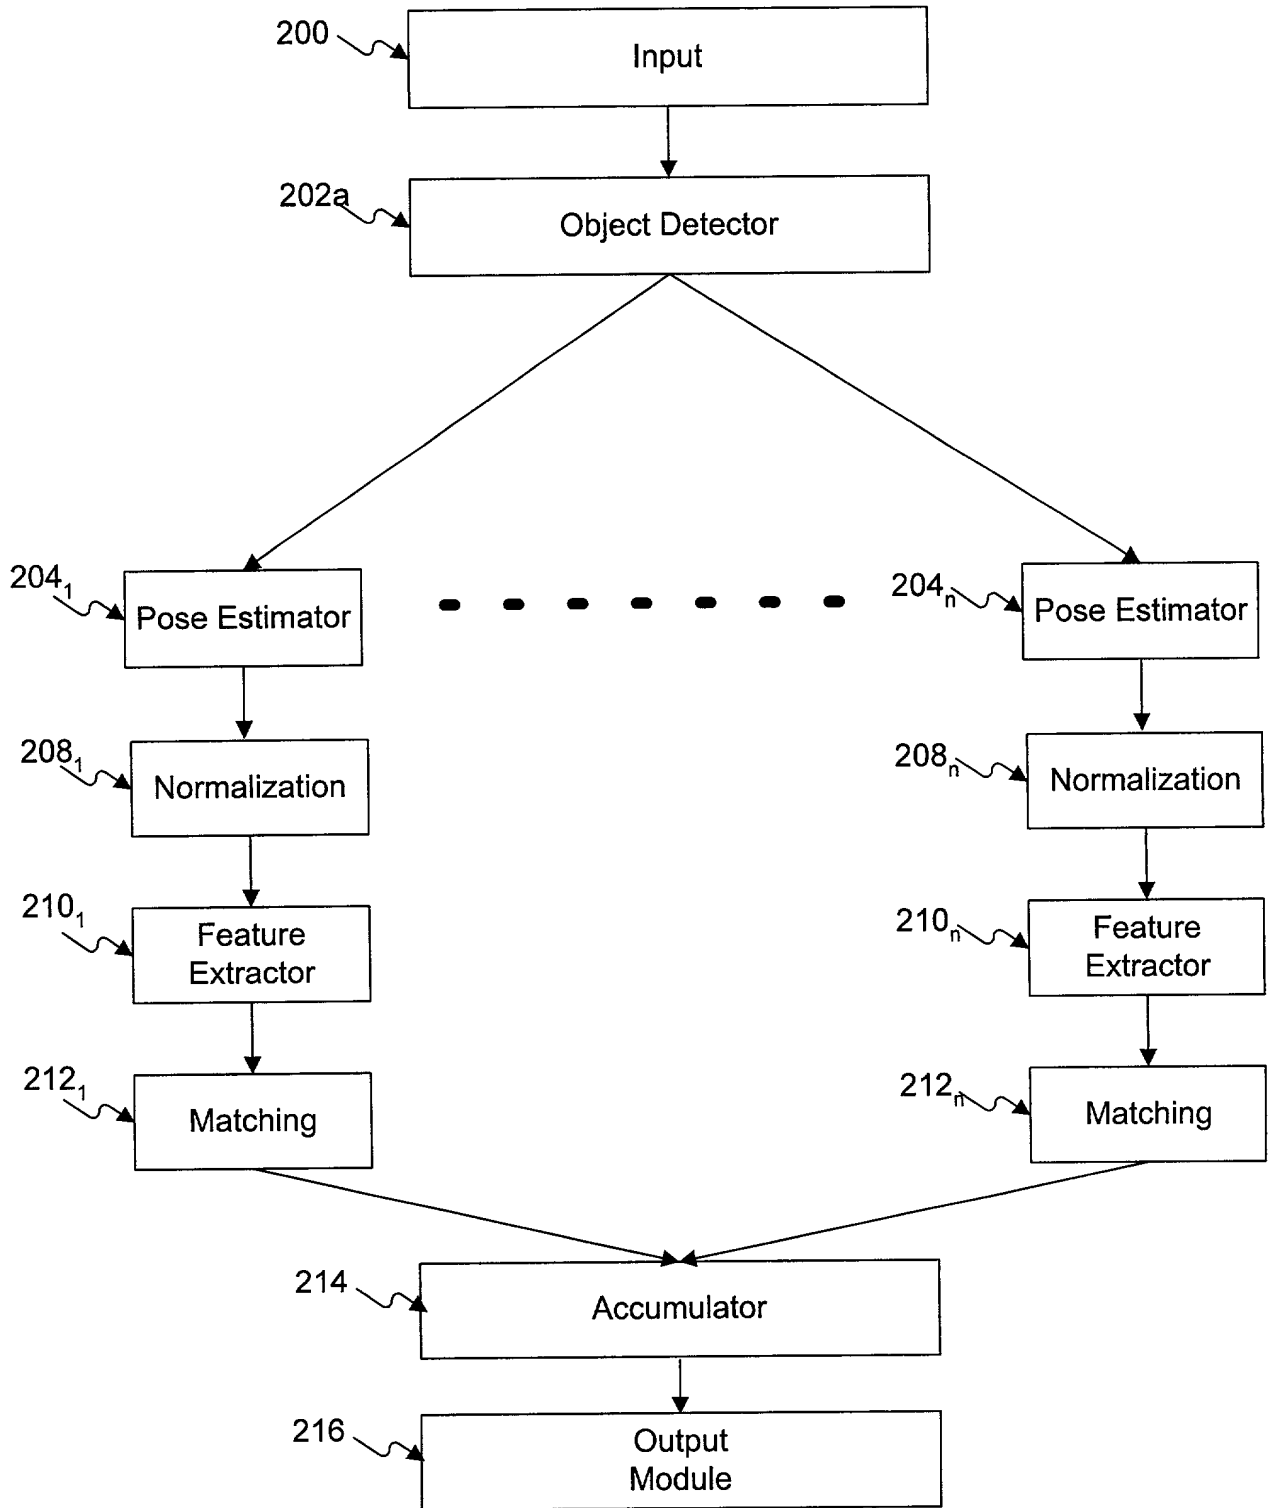 200
Input
202a
Object Detector
204₁
Pose Estimator
204ₙ
Pose Estimator
208₁
Normalization
208ₙ
Normalization
210₁
Feature
Extractor
210ₙ
Feature
Extractor
212₁
Matching
212ₙ
Matching
214
Accumulator
216
Output
Module